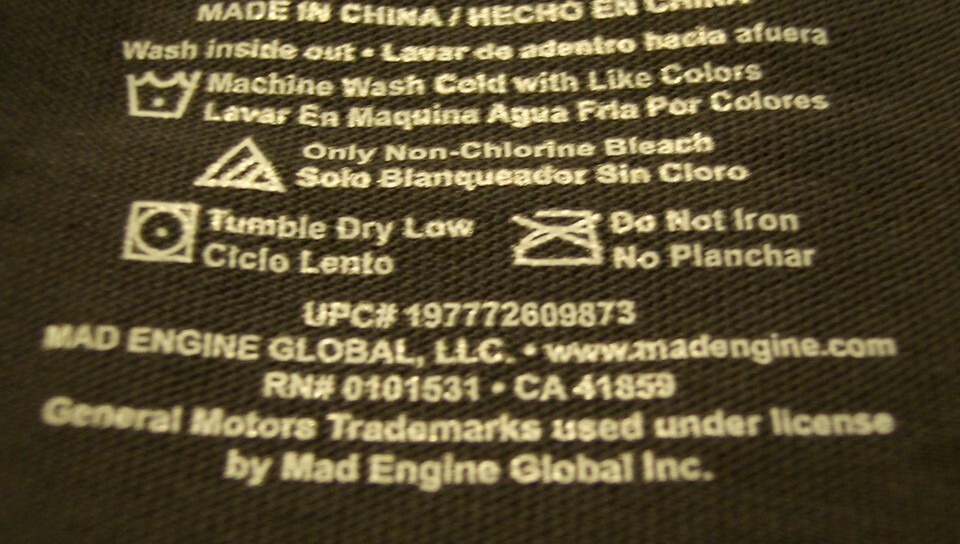 MADE IN CHINA / HECHO EN CHINA
Wash inside out • Lavar de adentro hacia afuera
Machine Wash Cold with Like Colors
Lavar En Maquina Agua Fria Por Colores
Only Non-Chlorine Bleach
Solo Blanqueador Sin Cloro
Tumble Dry Low
Ciclo Lento
Do Not Iron
No Planchar
UPC# 197772609873
MAD ENGINE GLOBAL, LLC. • www.madengine.com
RN# 0101531 • CA 41859
General Motors Trademarks used under license
by Mad Engine Global Inc.